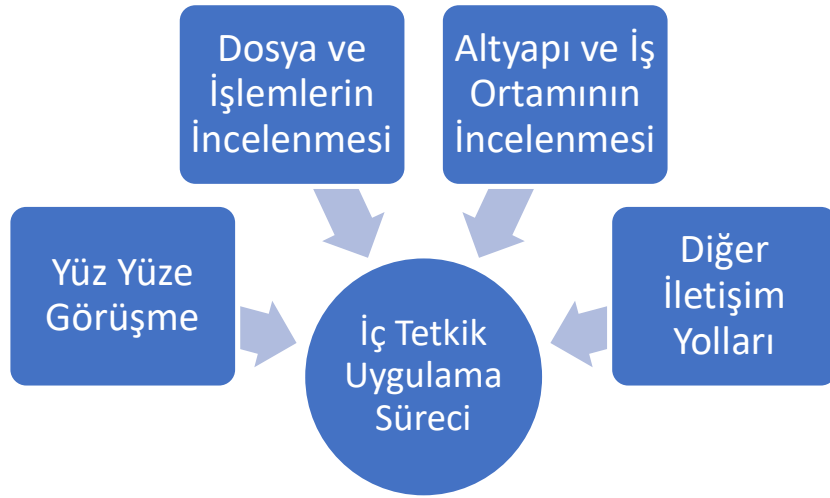 Dosya ve
İşlemlerin
İncelenmesi
Altyapı ve İş
Ortamının
İncelenmesi
Yüz Yüze
Görüşme
Diğer
İletişim
Yolları
İç Tetkik
Uygulama
Süreci